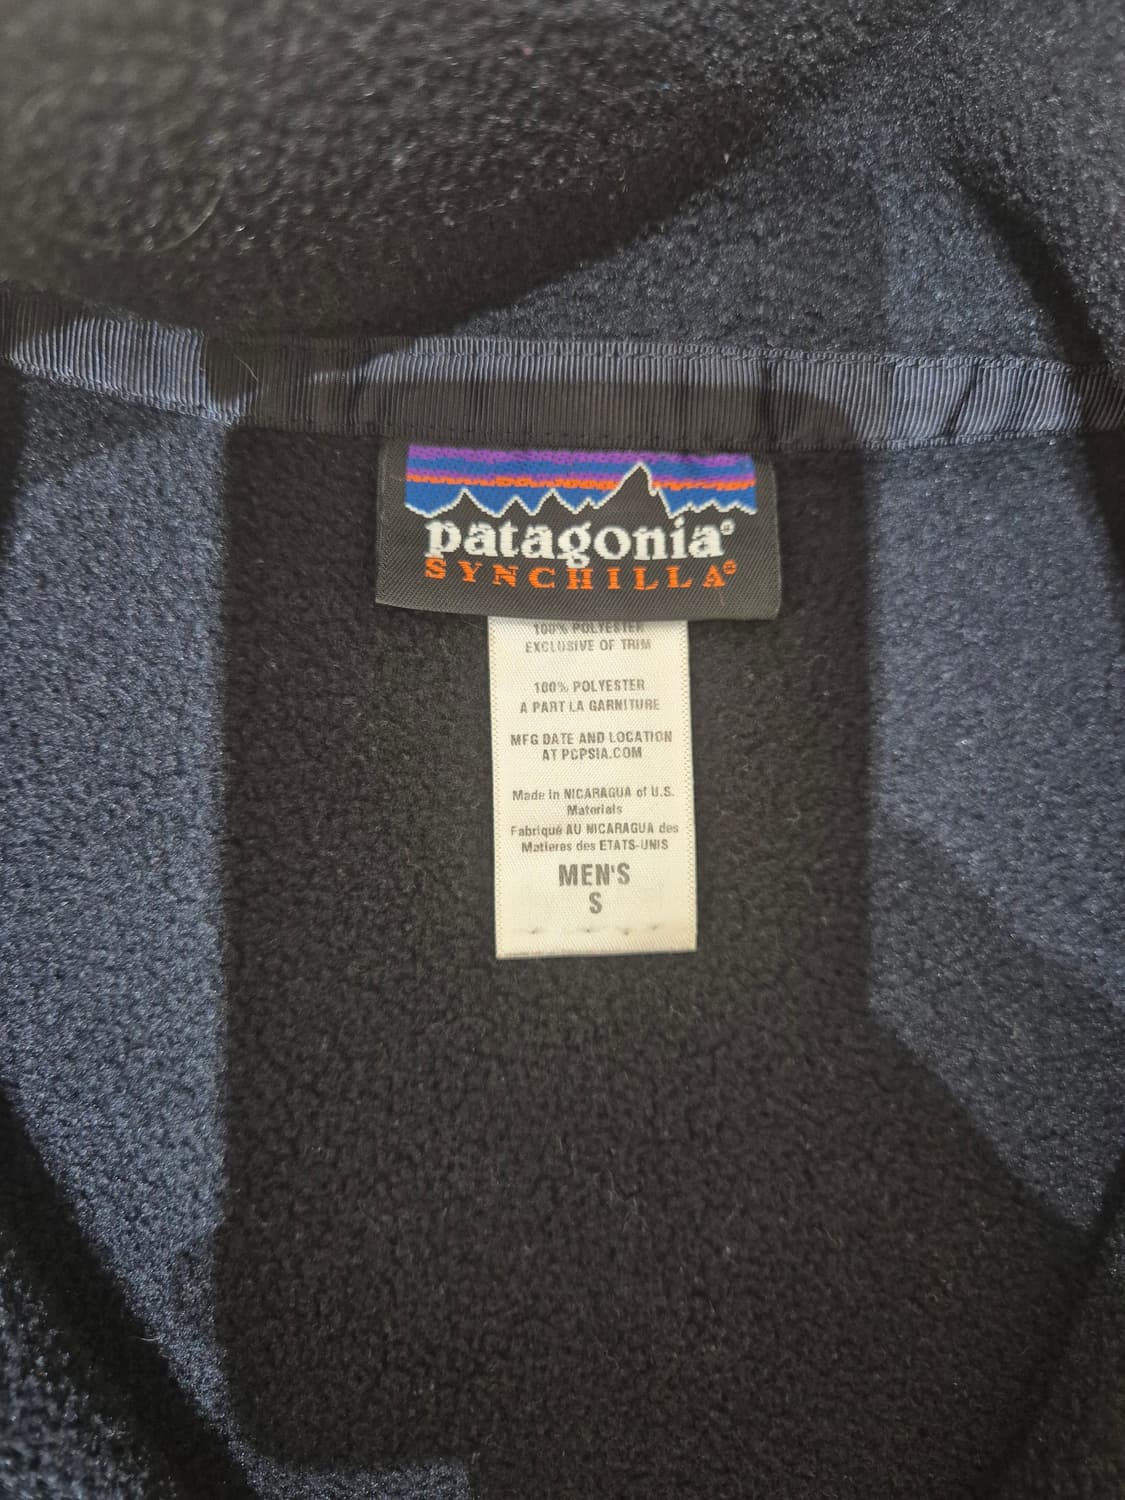 patagonia®
SYNCHILLA®
100% POLYESTER
EXCLUSIVE OF TRIM
100% POLYESTER
A PART LA GARNITURE
MFG DATE AND LOCATION
AT PCPSIA.COM
Made in NICARAGUA of U.S.
Materials
Fabriqué AU NICARAGUA des
Matieres des ETATS-UNIS
MEN'S
S